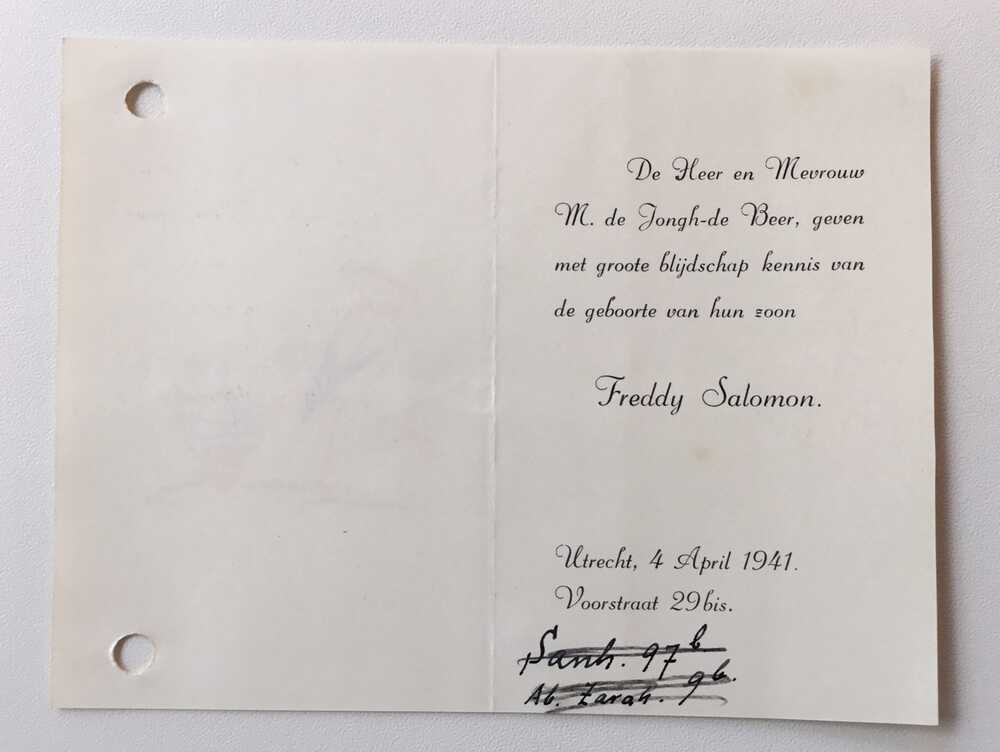 De Heer en Mevrouw
M. de Jongh-de Beer, geven
met groote blijdschap kennis van
de geboorte van hun zoon
Freddy Salomon.
Utrecht, 4 April 1941.
Voorstraat 29bis.
Sanh. 97b
Ab. Zarah. 9b.